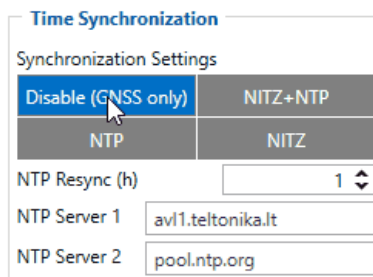 Time Synchronization
Synchronization Settings
Disable (GNSS only) NITZ+NTP
NTP NITZ
NTP Resync (h) 1
NTP Server 1 avl1.teltonika.lt
NTP Server 2 pool.ntp.org